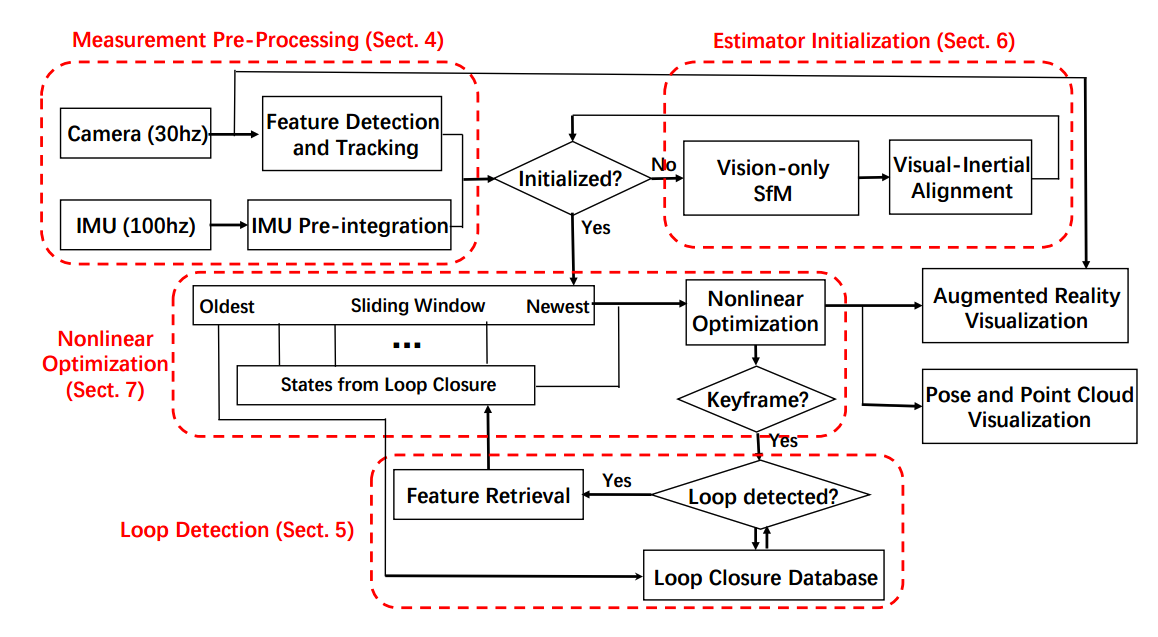 Measurement Pre-Processing (Sect. 4)
Estimator Initialization (Sect. 6)
Camera (30hz)
Feature Detection
and Tracking
IMU (100hz)
IMU Pre-integration
Initialized?
No
Yes
Vision-only
SfM
Visual-Inertial
Alignment
Nonlinear
Optimization
(Sect. 7)
Oldest
Sliding Window
Newest
...
States from Loop Closure
Nonlinear
Optimization
Keyframe?
Yes
Augmented Reality
Visualization
Pose and Point Cloud
Visualization
Loop Detection (Sect. 5)
Feature Retrieval
Yes
Loop detected?
Loop Closure Database